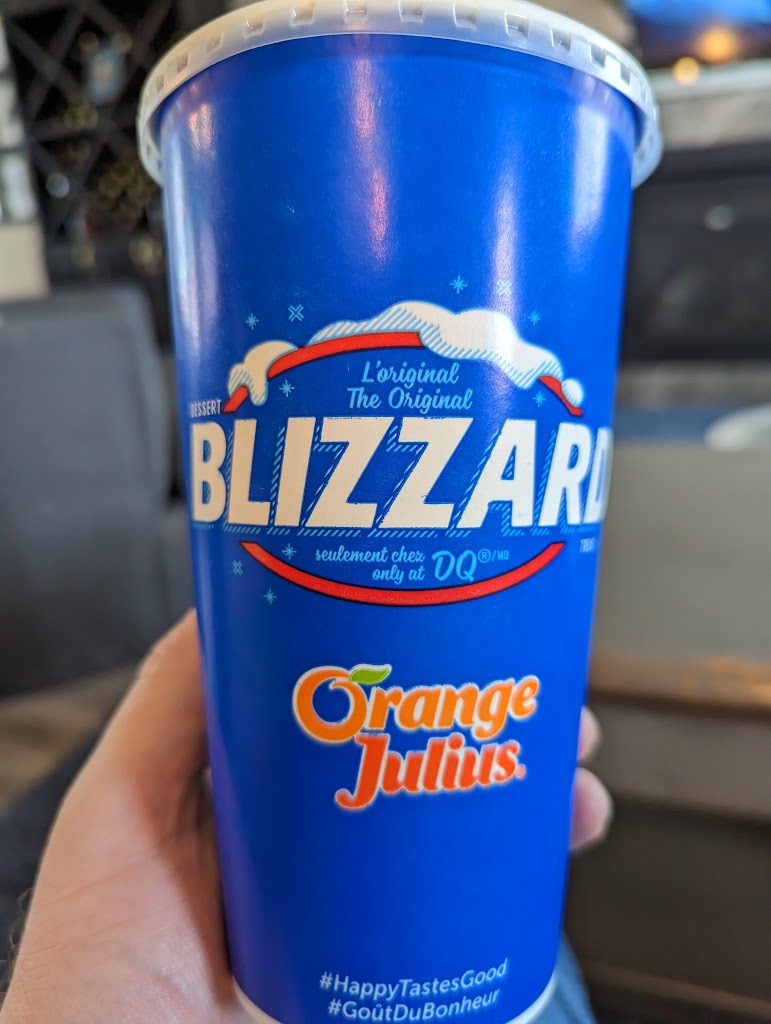 L'original
The Original
DESSERT
BLIZZARD
TREAT
seulement chez
only at DQ®/MD
Orange
Julius®
#HappyTastesGood
#GoûtDuBonheur